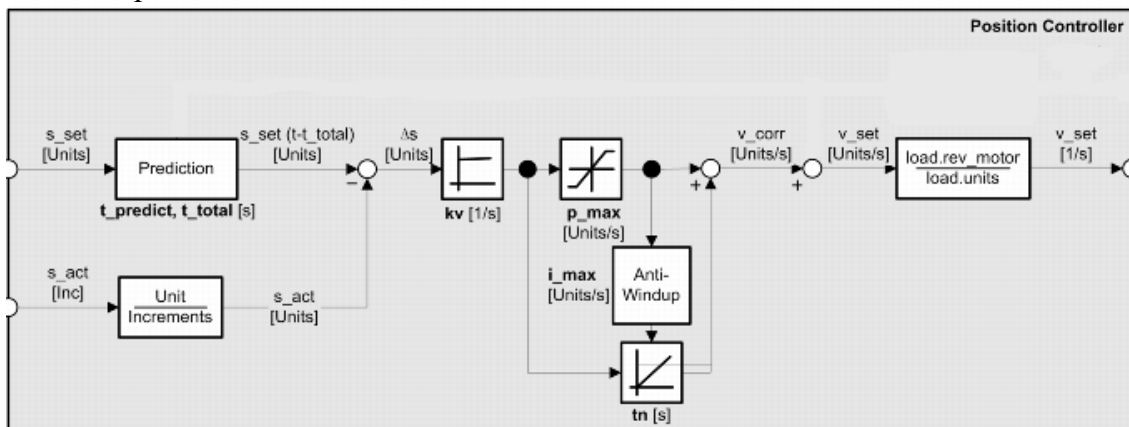 Position Controller
s_set
[Units]
Prediction
t_predict, t_total [s]
s_set (t-t_total)
[Units]
−
Δs
[Units]
kv [1/s]
p_max
[Units/s]
+
v_corr
[Units/s]
+
v_set
[Units/s]
load.rev_motor
load.units
v_set
[1/s]
s_act
[Inc]
Unit
Increments
s_act
[Units]
i_max
[Units/s]
Anti-
Windup
tn [s]